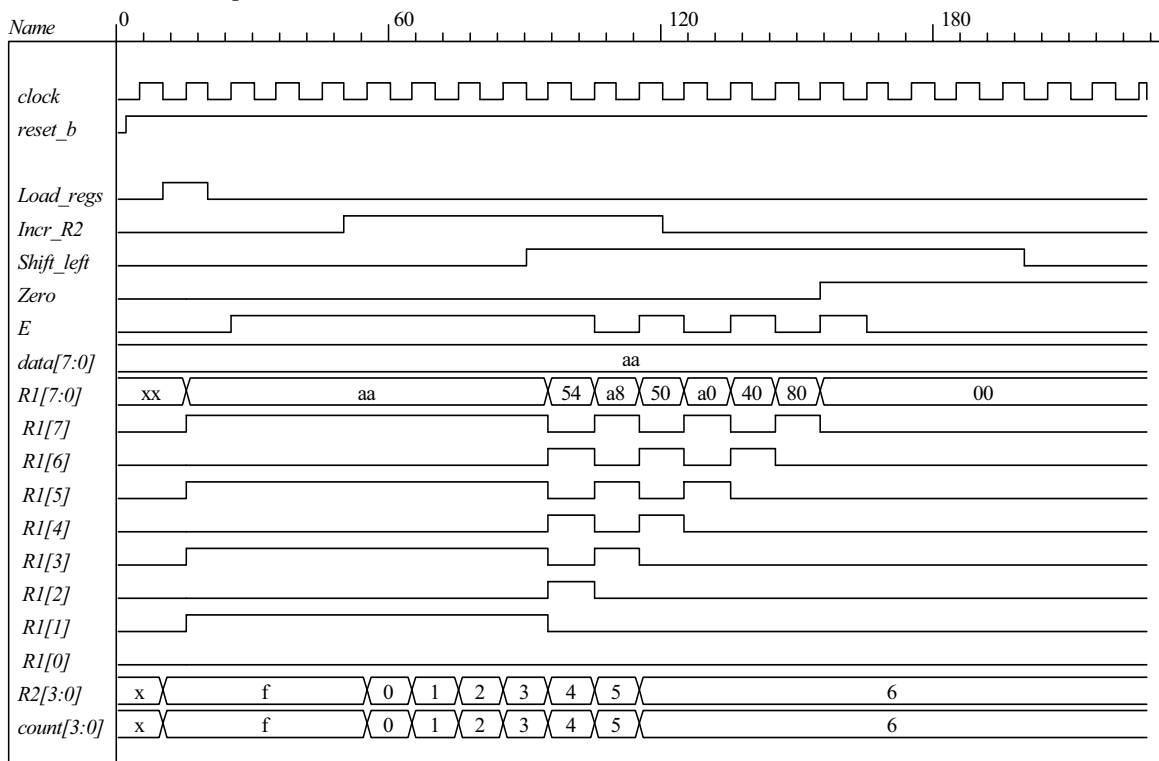 Name 0 60 120 180
clock
reset_b
Load_regs
Incr_R2
Shift_left
Zero
E
data[7:0] aa
R1[7:0] xx aa 54 a8 50 a0 40 80 00
R1[7]
R1[6]
R1[5]
R1[4]
R1[3]
R1[2]
R1[1]
R1[0]
R2[3:0] x f 0 1 2 3 4 5 6
count[3:0] x f 0 1 2 3 4 5 6